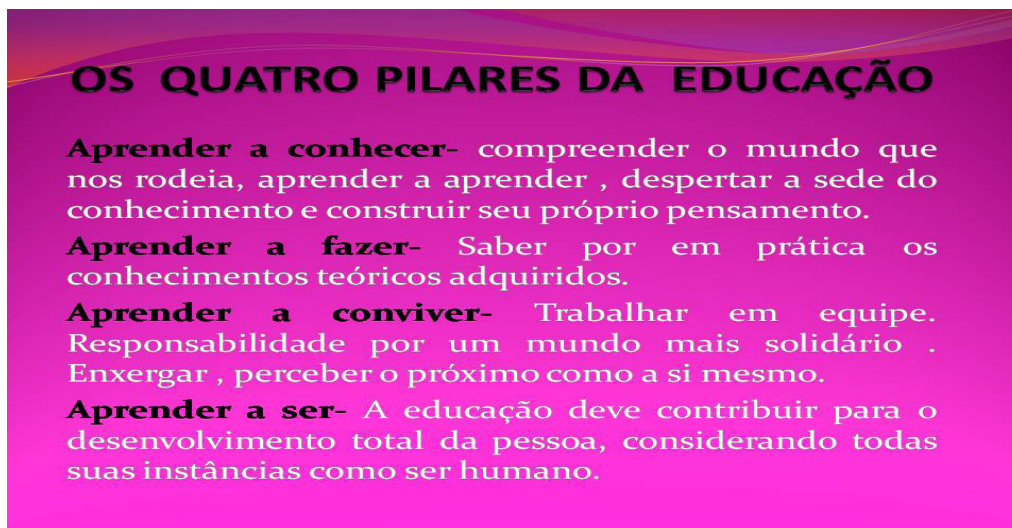 OS QUATRO PILARES DA EDUCAÇÃO
Aprender a conhecer- compreender o mundo que
nos rodeia, aprender a aprender , despertar a sede do
conhecimento e construir seu próprio pensamento.
Aprender a fazer- Saber por em prática os
conhecimentos teóricos adquiridos.
Aprender a conviver- Trabalhar em equipe.
Responsabilidade por um mundo mais solidário .
Enxergar , perceber o próximo como a si mesmo.
Aprender a ser- A educação deve contribuir para o
desenvolvimento total da pessoa, considerando todas
suas instâncias como ser humano.